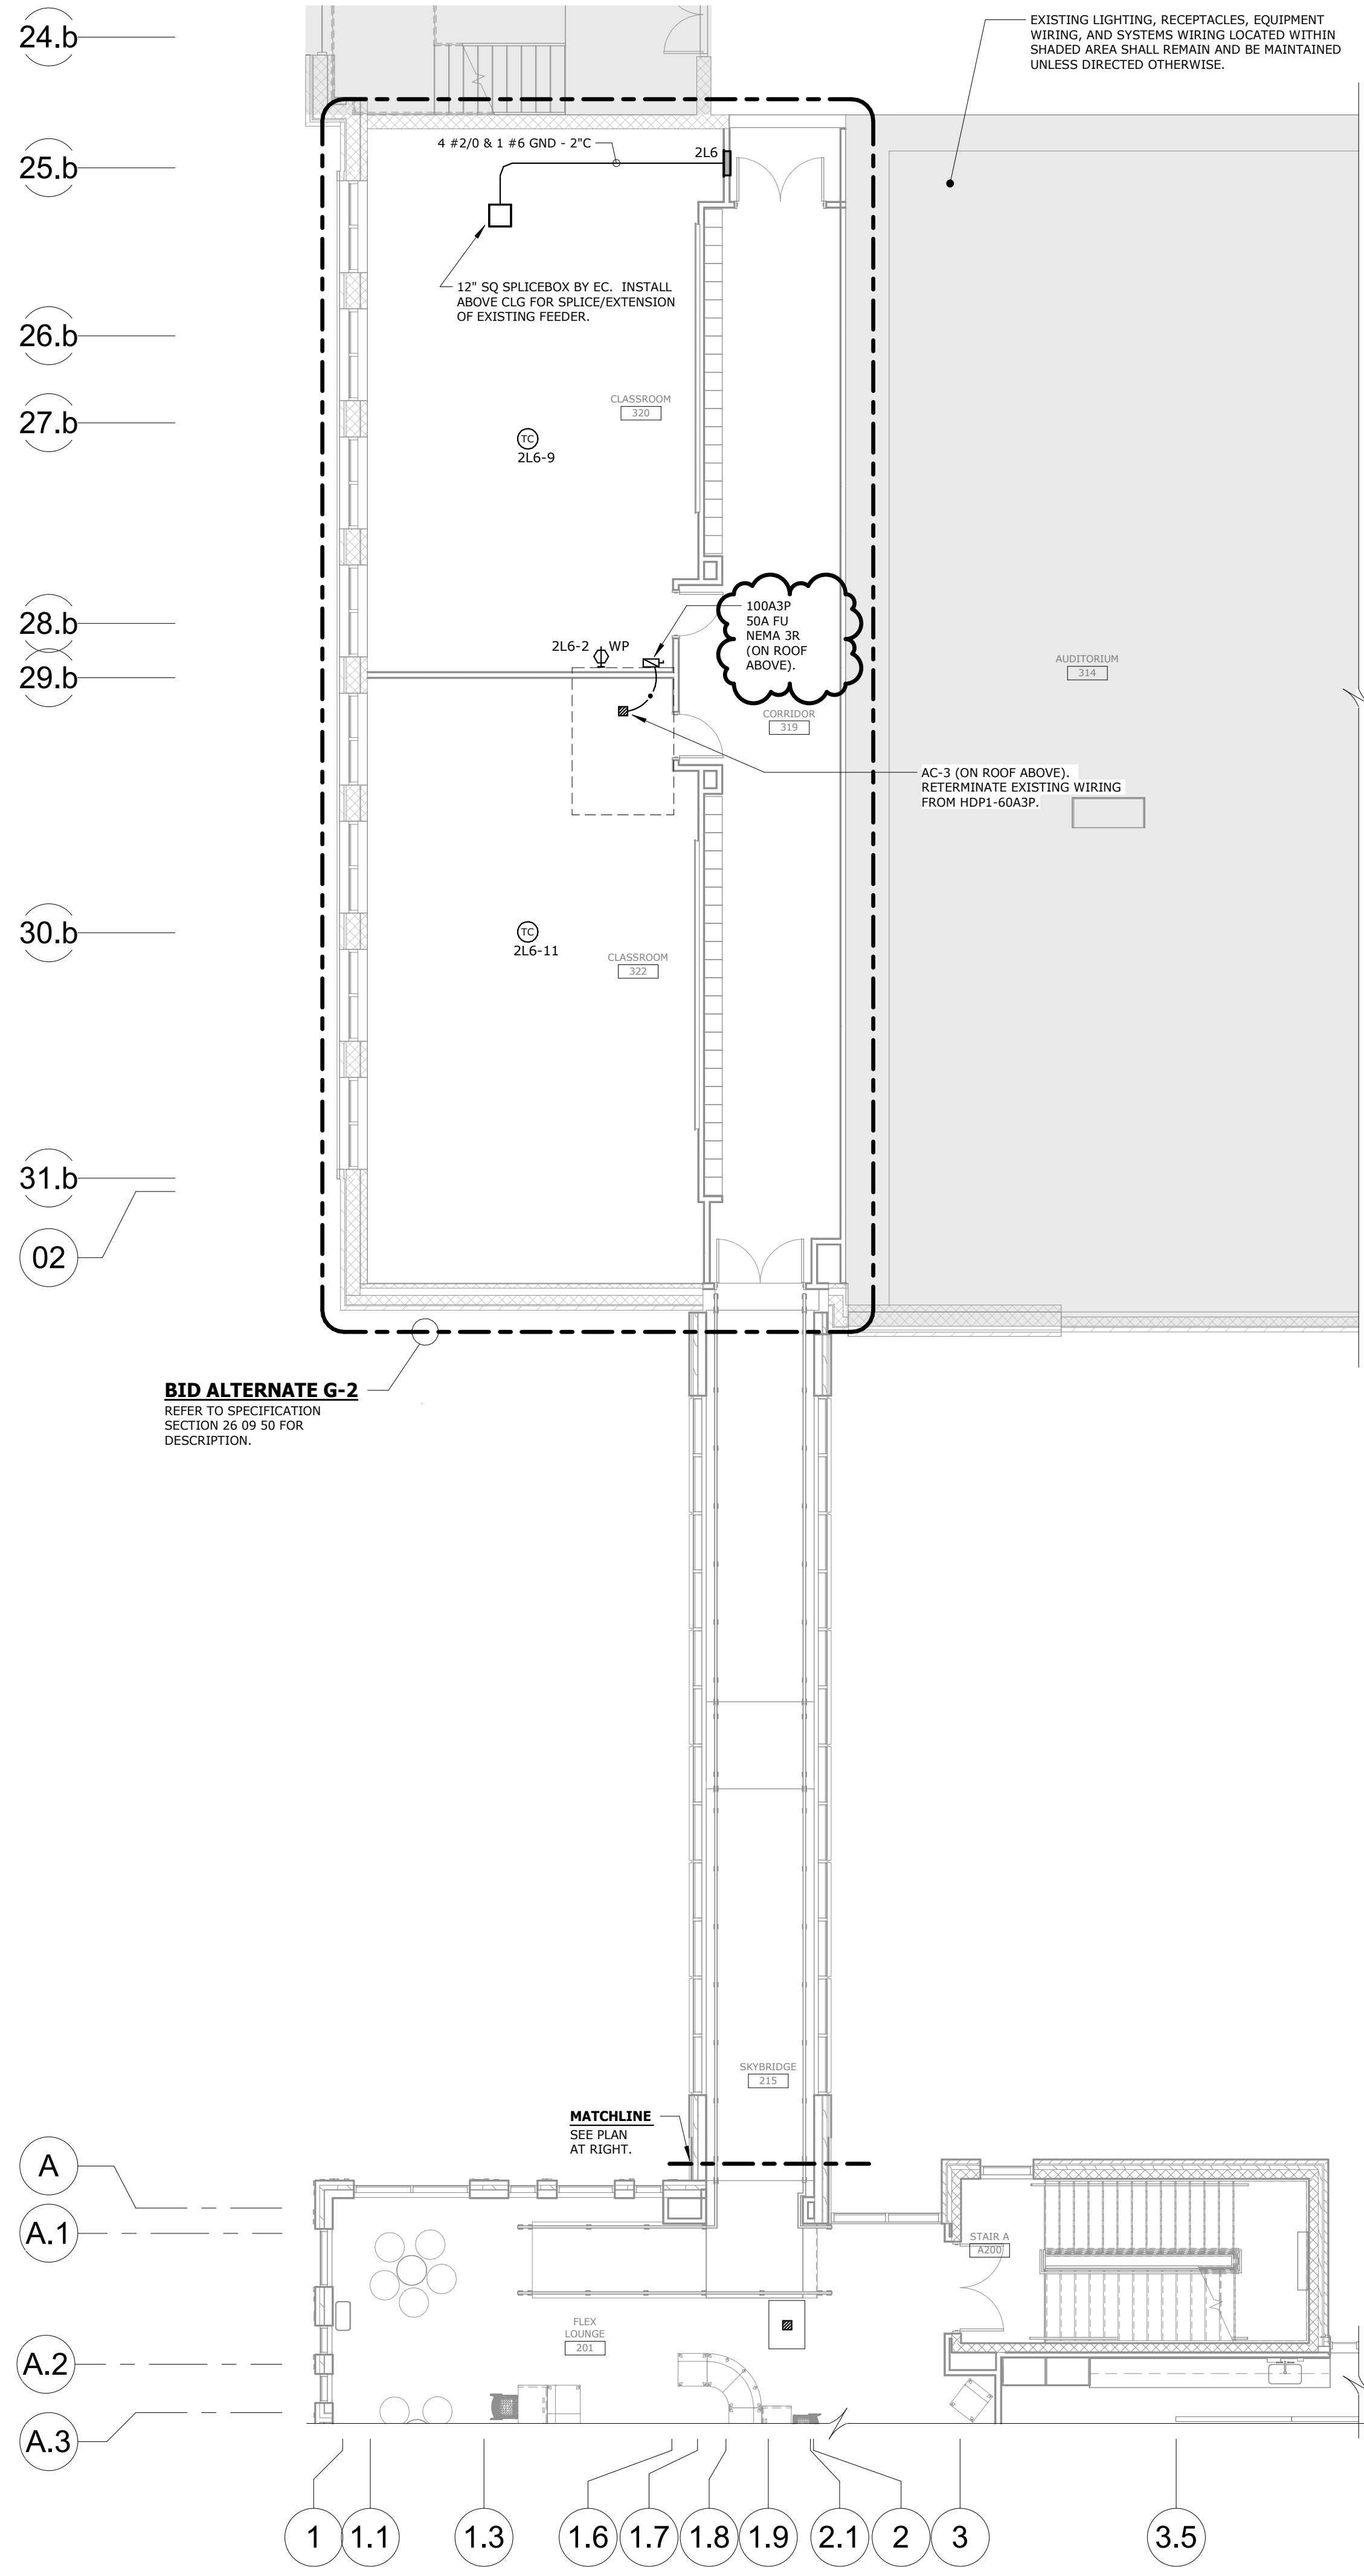 24.b
EXISTING LIGHTING, RECEPTACLES, EQUIPMENT
WIRING, AND SYSTEMS WIRING LOCATED WITHIN
SHADED AREA SHALL REMAIN AND BE MAINTAINED
UNLESS DIRECTED OTHERWISE.
4 #2/0 & 1 #6 GND - 2"C
2L6
25.b
12" SQ SPLICEBOX BY EC. INSTALL
ABOVE CLG FOR SPLICE/EXTENSION
OF EXISTING FEEDER.
26.b
CLASSROOM
320
27.b
TC
2L6-9
28.b
100A3P
50A FU
NEMA 3R
(ON ROOF
ABOVE).
2L6-2
WP
29.b
AUDITORIUM
314
CORRIDOR
319
AC-3 (ON ROOF ABOVE).
RETERMINATE EXISTING WIRING
FROM HDP1-60A3P.
30.b
TC
2L6-11
CLASSROOM
322
31.b
02
BID ALTERNATE G-2
REFER TO SPECIFICATION
SECTION 26 09 50 FOR
DESCRIPTION.
SKYBRIDGE
215
MATCHLINE
SEE PLAN
AT RIGHT.
A
A.1
STAIR A
A200
FLEX
LOUNGE
201
A.2
A.3
1
1.1
1.3
1.6
1.7
1.8
1.9
2.1
2
3
3.5